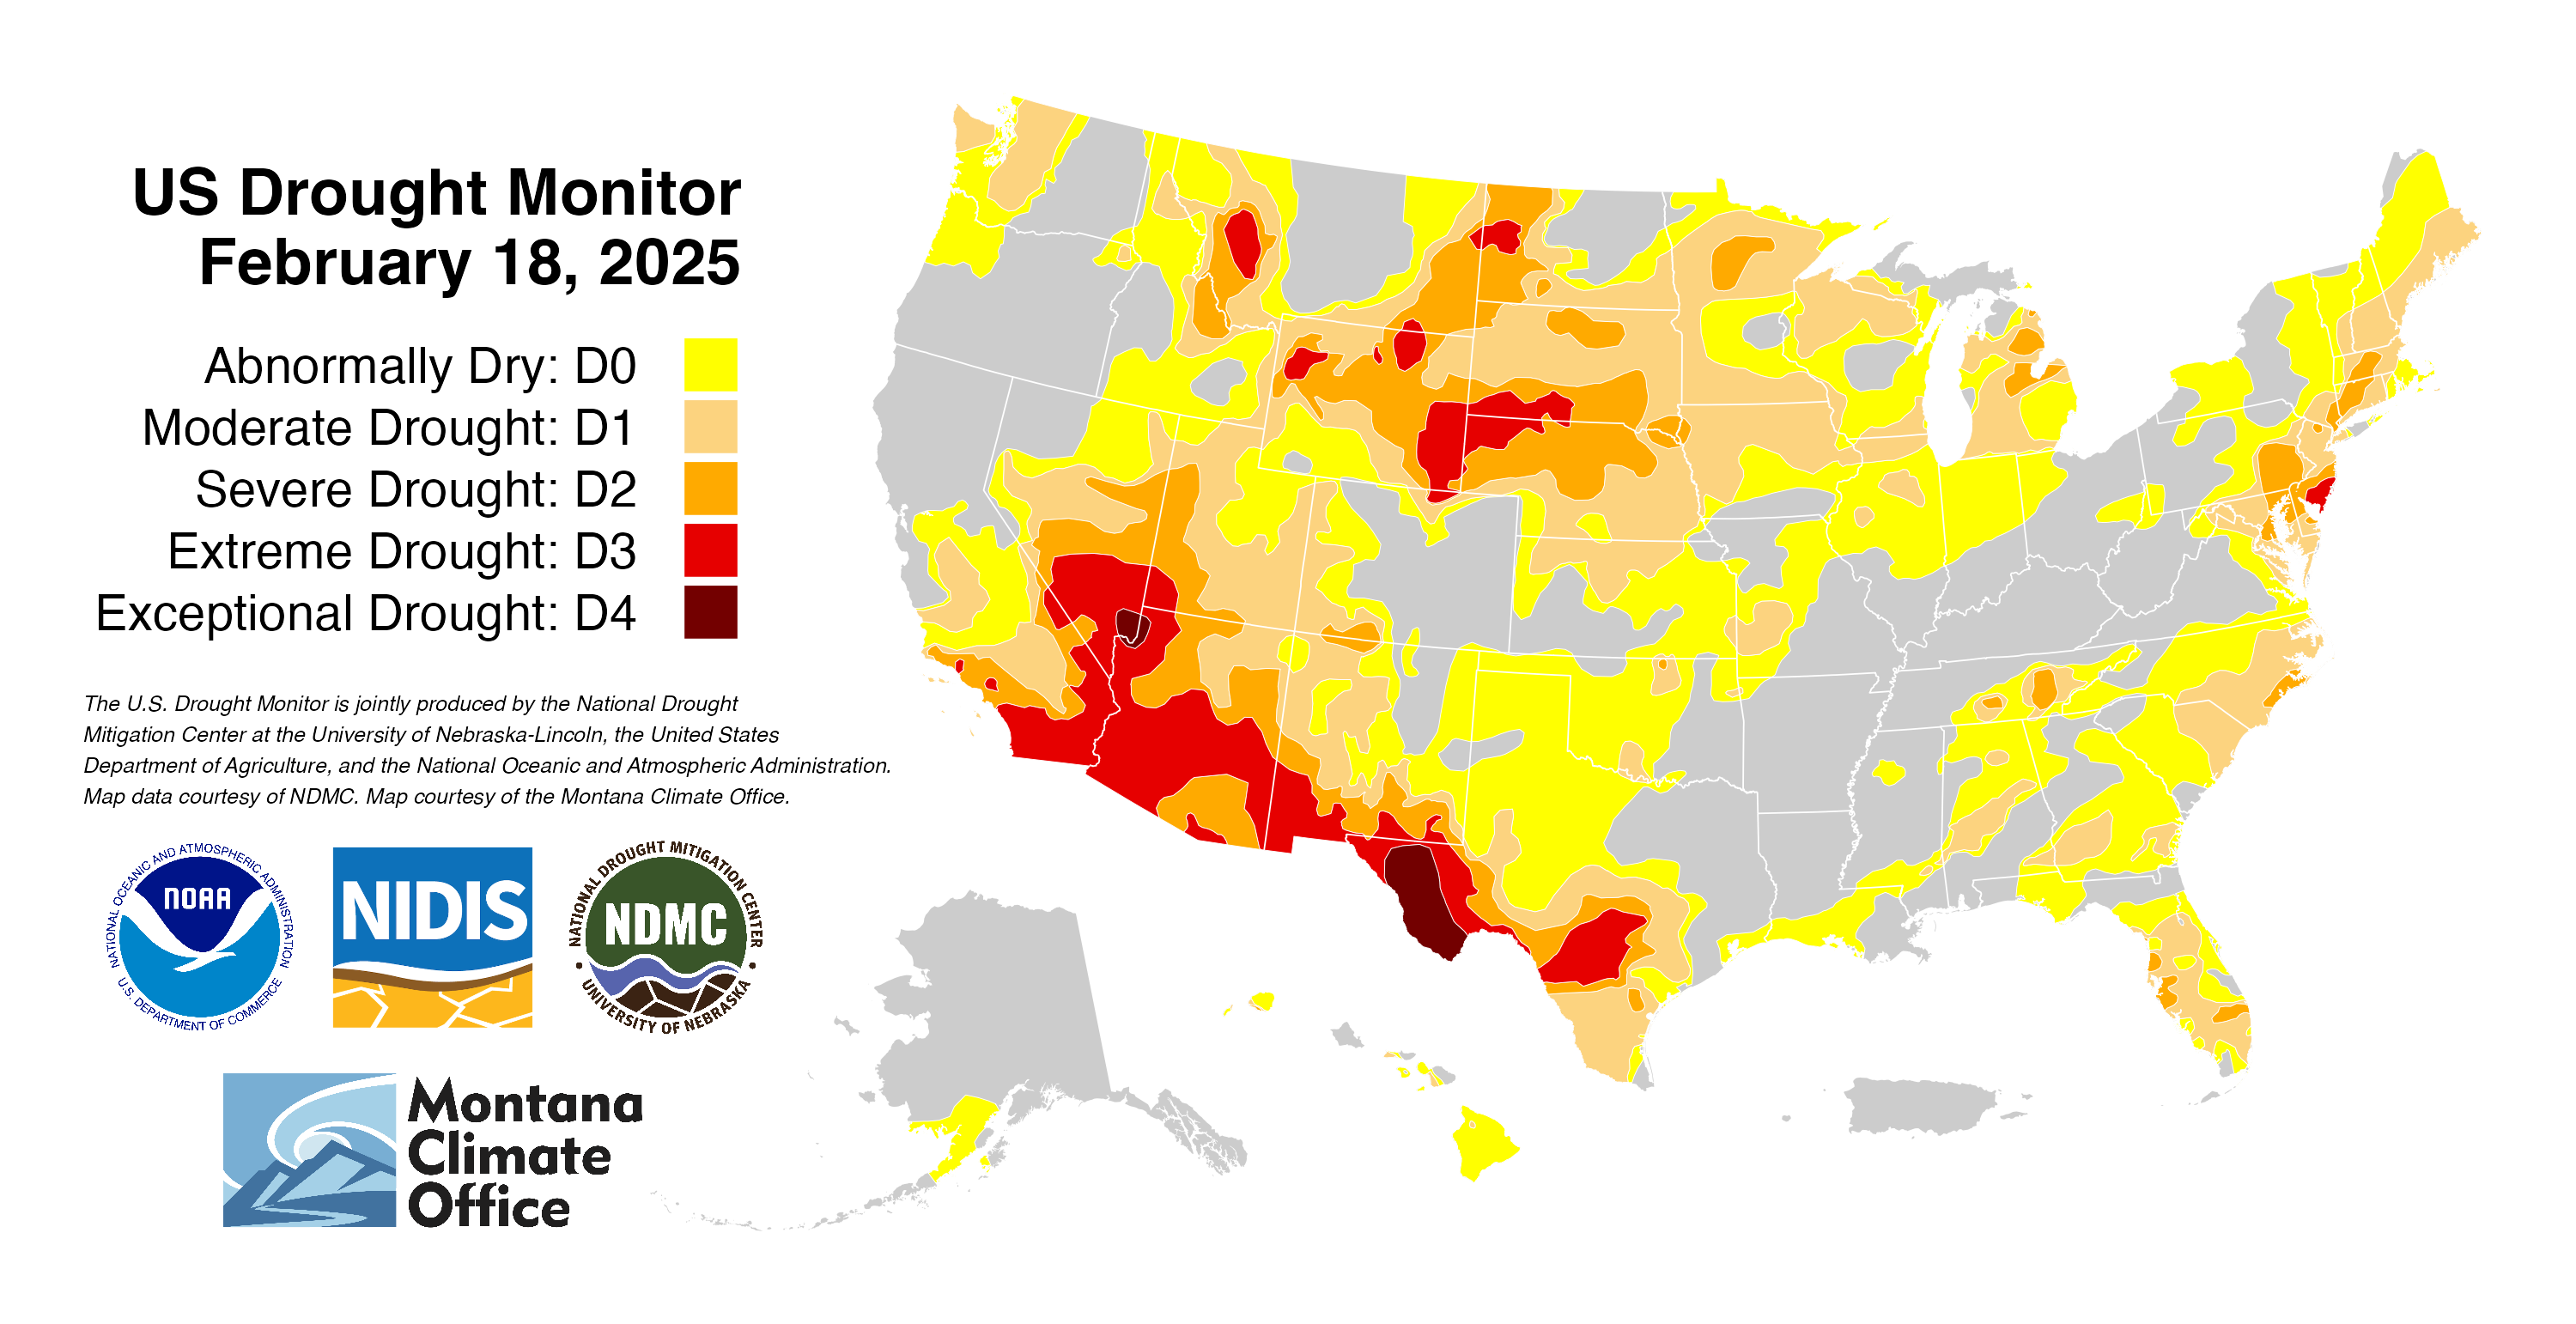 US Drought Monitor
February 18, 2025
Abnormally Dry: D0
Moderate Drought: D1
Severe Drought: D2
Extreme Drought: D3
Exceptional Drought: D4
The U.S. Drought Monitor is jointly produced by the National Drought
Mitigation Center at the University of Nebraska-Lincoln, the United States
Department of Agriculture, and the National Oceanic and Atmospheric Administration.
Map data courtesy of NDMC. Map courtesy of the Montana Climate Office.
NATIONAL OCEANIC AND ATMOSPHERIC ADMINISTRATION
NOAA
U.S. DEPARTMENT OF COMMERCE
NIDIS
NATIONAL DROUGHT MITIGATION CENTER
NDMC
UNIVERSITY OF NEBRASKA
Montana
Climate
Office